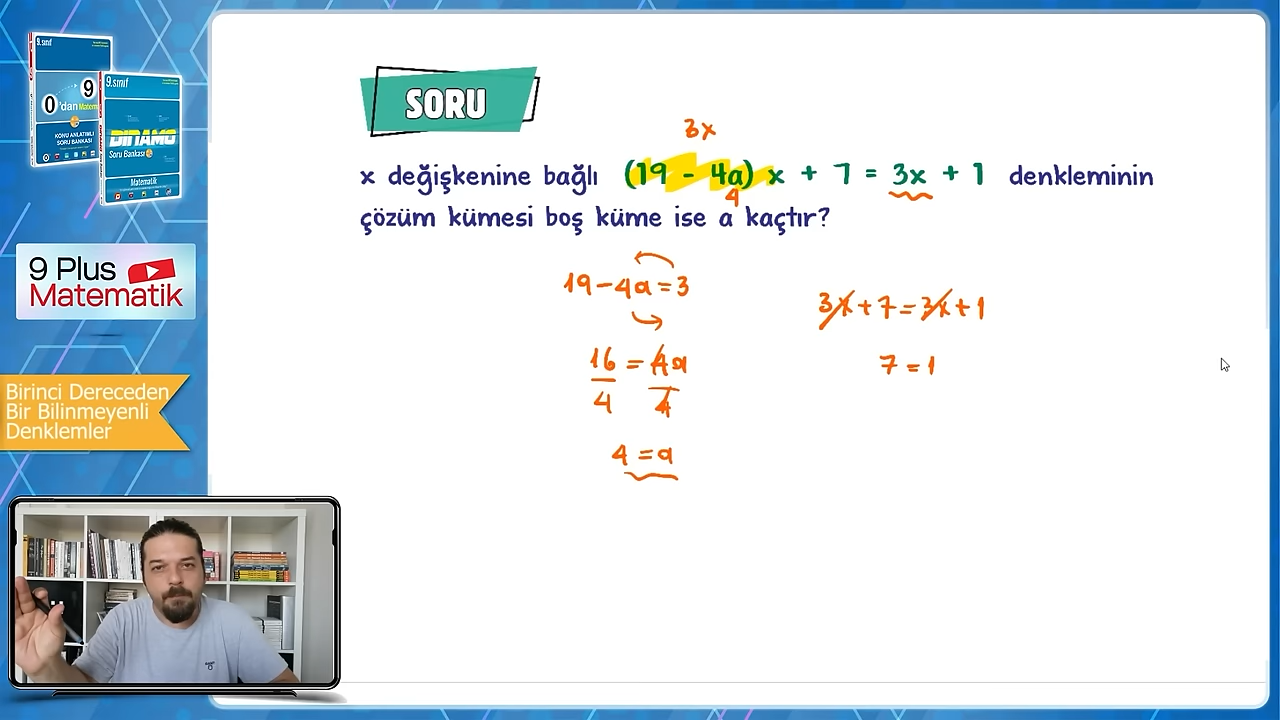 9.sınıf
0'dan 9
Matematik
KONU ANLATIMLI
SORU BANKASI
9.sınıf
DİNAMO
Soru Bankası
Matematik
9 Plus
Matematik
Birinci Dereceden
Bir Bilinmeyenli
Denklemler
SORU
3x
x değişkenine bağlı (19 - 4a) x + 7 = 3x + 1 denkleminin
4
çözüm kümesi boş küme ise a kaçtır?
19-4a=3
16/4 = 4a/4
4=a
3x+7=3x+1
7=1